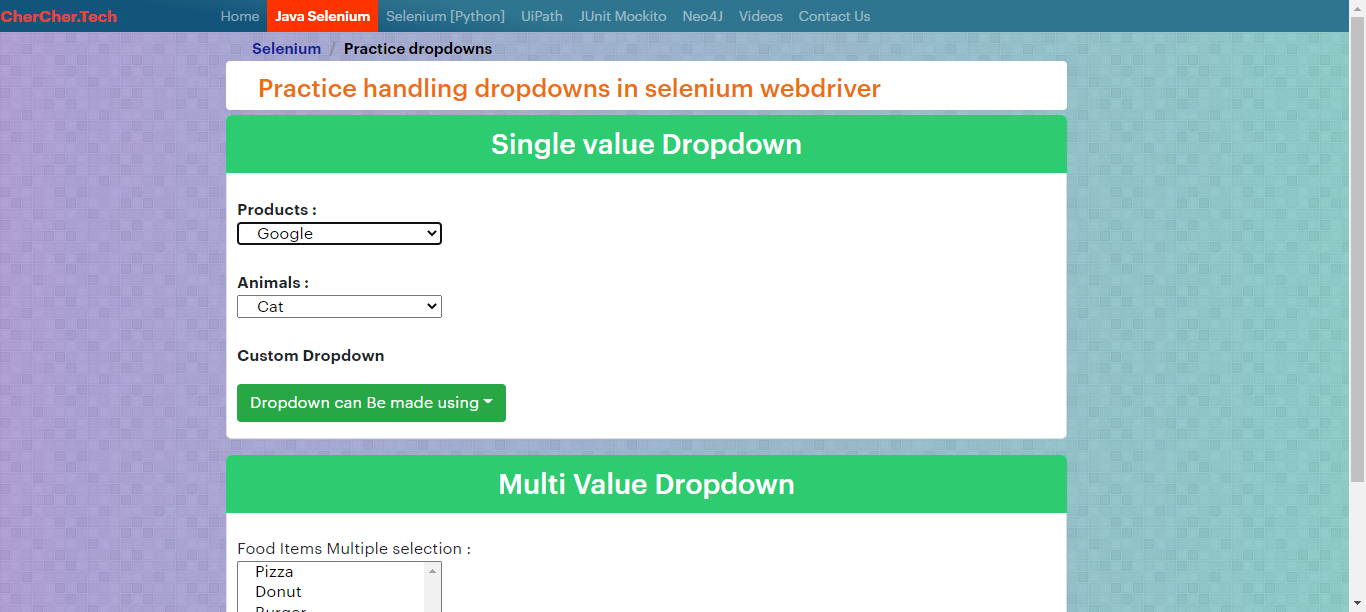 CherCher.Tech Home Java Selenium Selenium [Python] UiPath JUnit Mockito Neo4J Videos Contact Us
Selenium / Practice dropdowns
Practice handling dropdowns in selenium webdriver
Single value Dropdown
Products :
Google
Animals :
Cat
Custom Dropdown
Dropdown can Be made using
Multi Value Dropdown
Food Items Multiple selection :
Pizza
Donut
Burger